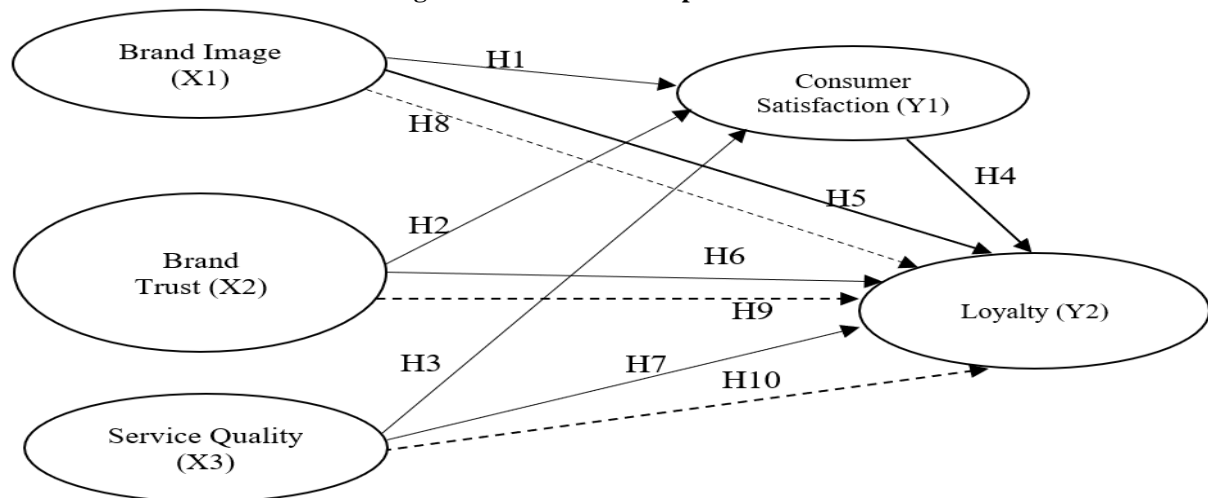 Brand Image
(X1)
H1
Consumer
Satisfaction (Y1)
H8
H4
H5
H2
Brand
Trust (X2)
H6
H9
Loyalty (Y2)
H3
H7
H10
Service Quality
(X3)